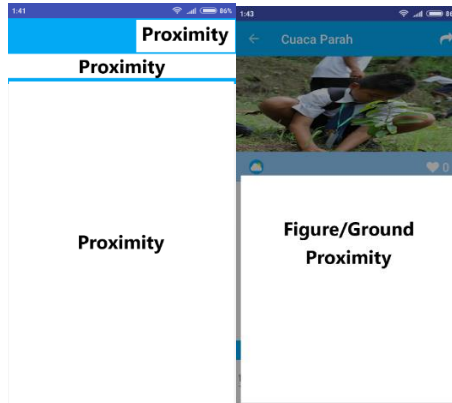 1:41
86%
Proximity
Proximity
Proximity
1:43
Cuaca Parah
0
Figure/Ground
Proximity